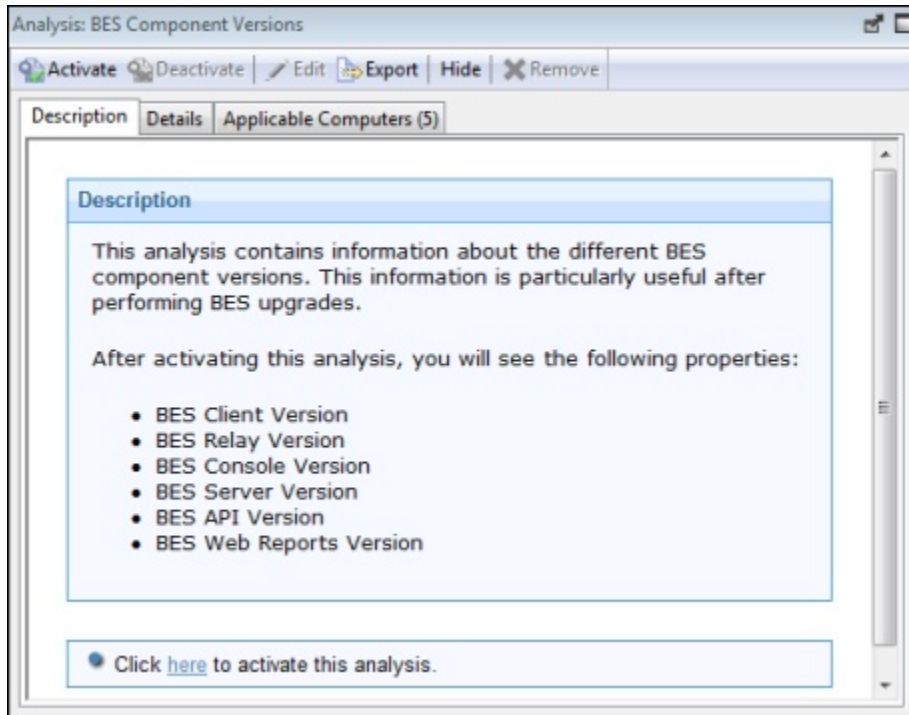 Analysis: BES Component Versions
Activate Deactivate Edit Export Hide Remove
Description Details Applicable Computers (5)
Description
This analysis contains information about the different BES
component versions. This information is particularly useful after
performing BES upgrades.
After activating this analysis, you will see the following properties:
• BES Client Version
• BES Relay Version
• BES Console Version
• BES Server Version
• BES API Version
• BES Web Reports Version
Click here to activate this analysis.